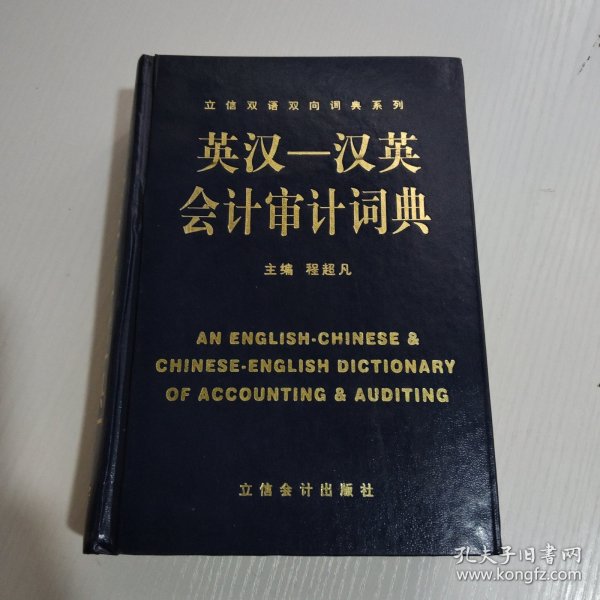 立信双语双向词典系列
英汉—汉英
会计审计词典
主编 程超凡
AN ENGLISH-CHINESE &
CHINESE-ENGLISH DICTIONARY
OF ACCOUNTING & AUDITING
立信会计出版社
孔夫子旧书网
www.kongfz.com